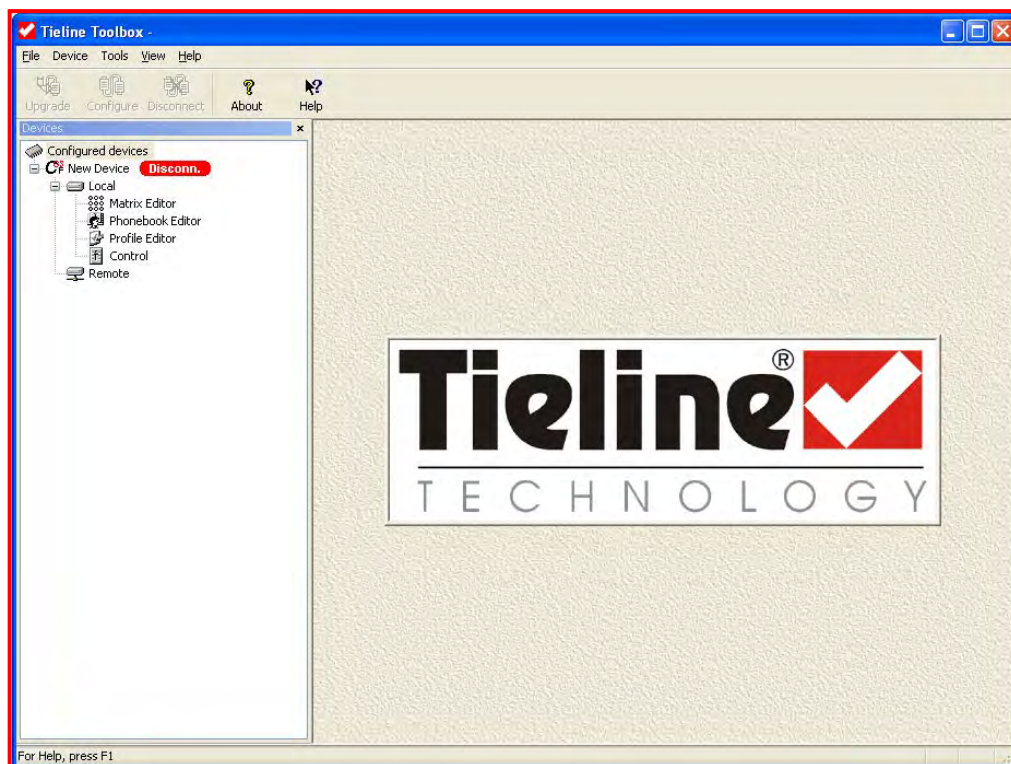 Tieline Toolbox -
File Device Tools View Help
Upgrade Configure Disconnect About Help
Devices
Configured devices
New Device Disconn.
Local
Matrix Editor
Phonebook Editor
Profile Editor
Control
Remote
Tieline®
TECHNOLOGY
For Help, press F1